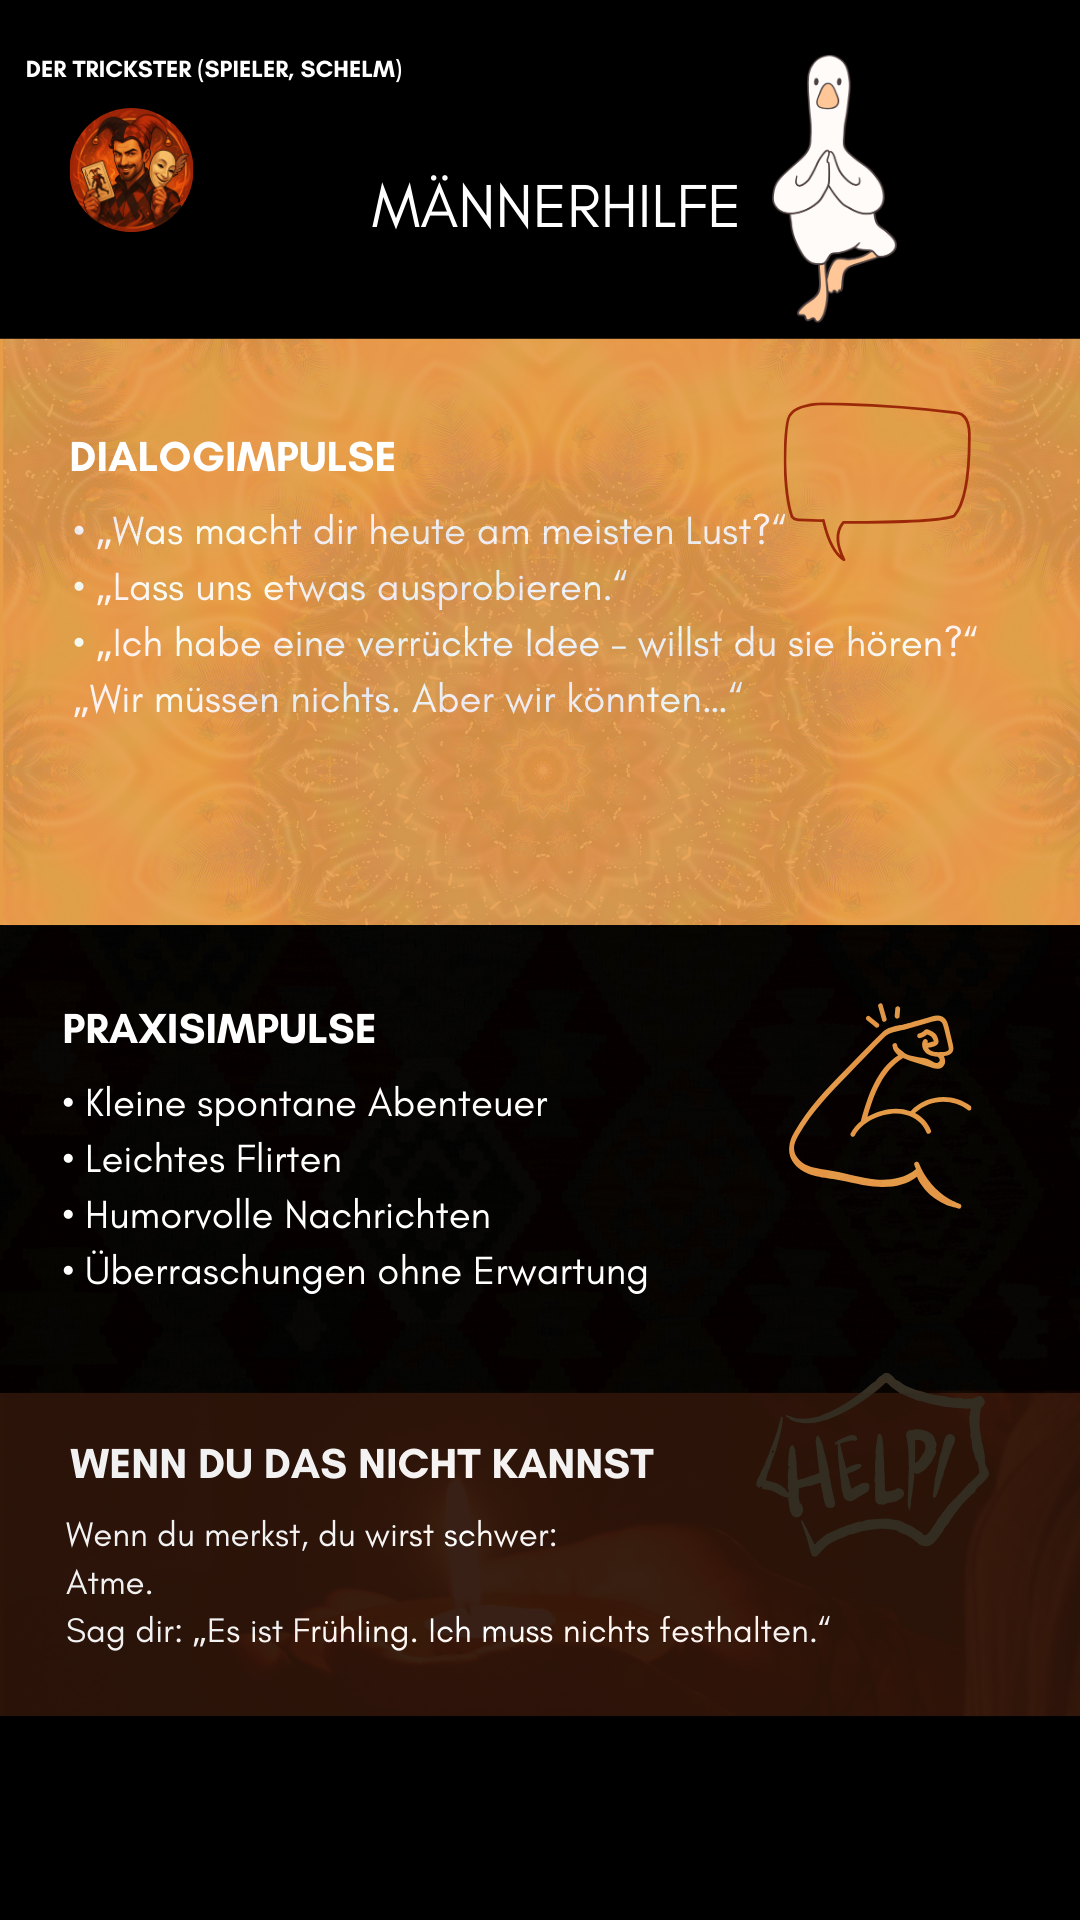 DER TRICKSTER (SPIELER, SCHELM)
MÄNNERHILFE
DIALOGIMPULSE
• „Was macht dir heute am meisten Lust?“
• „Lass uns etwas ausprobieren.“
• „Ich habe eine verrückte Idee – willst du sie hören?“
„Wir müssen nichts. Aber wir könnten…“
PRAXISIMPULSE
• Kleine spontane Abenteuer
• Leichtes Flirten
• Humorvolle Nachrichten
• Überraschungen ohne Erwartung
HELP!
WENN DU DAS NICHT KANNST
Wenn du merkst, du wirst schwer:
Atme.
Sag dir: „Es ist Frühling. Ich muss nichts festhalten.“